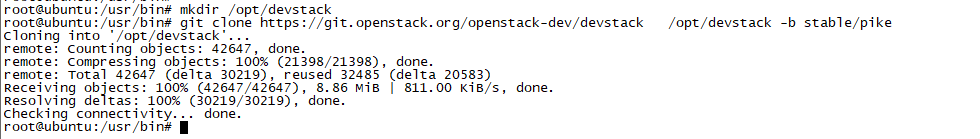 root@ubuntu:/usr/bin# mkdir /opt/devstack
root@ubuntu:/usr/bin# git clone https://git.openstack.org/openstack-dev/devstack   /opt/devstack -b stable/pike
Cloning into '/opt/devstack'...
remote: Counting objects: 42647, done.
remote: Compressing objects: 100% (21398/21398), done.
remote: Total 42647 (delta 30219), reused 32485 (delta 20583)
Receiving objects: 100% (42647/42647), 8.86 MiB | 811.00 KiB/s, done.
Resolving deltas: 100% (30219/30219), done.
Checking connectivity... done.
root@ubuntu:/usr/bin#